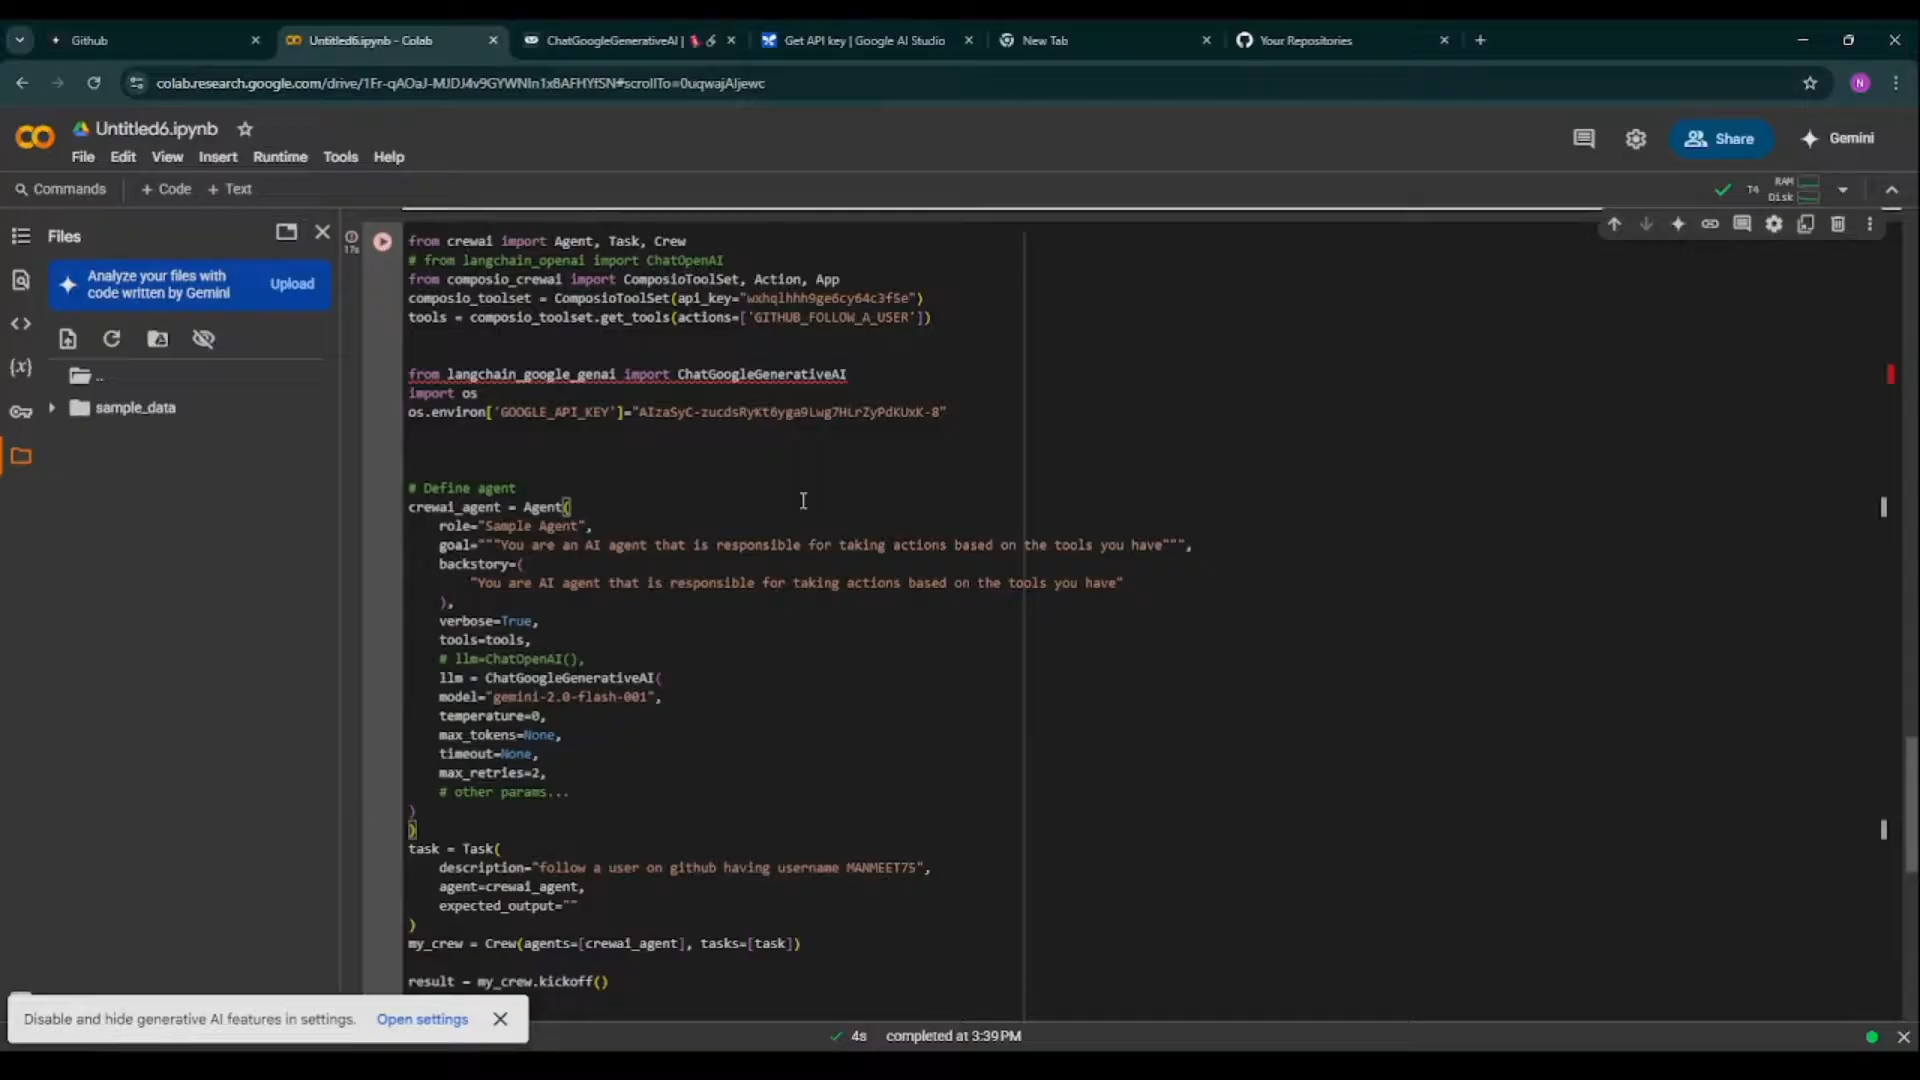 Github
Untitled6.ipynb - Colab
ChatGoogleGenerativeAI |
Get API key | Google AI Studio
New Tab
Your Repositories
colab.research.google.com/drive/1Fr-qAOaJ-MJDJ4v9GYWNIn1x8AFHYfSN#scrollTo=0uqwajAIjewc
N
Untitled6.ipynb
Share
Gemini
File Edit View Insert Runtime Tools Help
Commands + Code + Text
T4 RAM
Disk
Files
Analyze your files with
code written by Gemini
Upload
..
sample_data
17s
from crewai import Agent, Task, Crew
# from langchain_openai import ChatOpenAI
from composio_crewai import ComposioToolSet, Action, App
composio_toolset = ComposioToolSet(api_key="wxhqlhhh9ge6cy64c3f5e")
tools = composio_toolset.get_tools(actions=['GITHUB_FOLLOW_A_USER'])
from langchain_google_genai import ChatGoogleGenerativeAI
import os
os.environ['GOOGLE_API_KEY']="AIzaSyC-zucdsRyKt6yga9Lwg7HLrZyPdKUxK-8"
# Define agent
crewai_agent = Agent(
role="Sample Agent",
goal="""You are an AI agent that is responsible for taking actions based on the tools you have""",
backstory=(
"You are AI agent that is responsible for taking actions based on the tools you have"
),
verbose=True,
tools=tools,
# llm=ChatOpenAI(),
llm = ChatGoogleGenerativeAI(
model="gemini-2.0-flash-001",
temperature=0,
max_tokens=None,
timeout=None,
max_retries=2,
# other params...
)
)
task = Task(
description="follow a user on github having username MANMEET75",
agent=crewai_agent,
expected_output=""
)
my_crew = Crew(agents=[crewai_agent], tasks=[task])
result = my_crew.kickoff()
Disable and hide generative AI features in settings. Open settings
4s completed at 3:39 PM